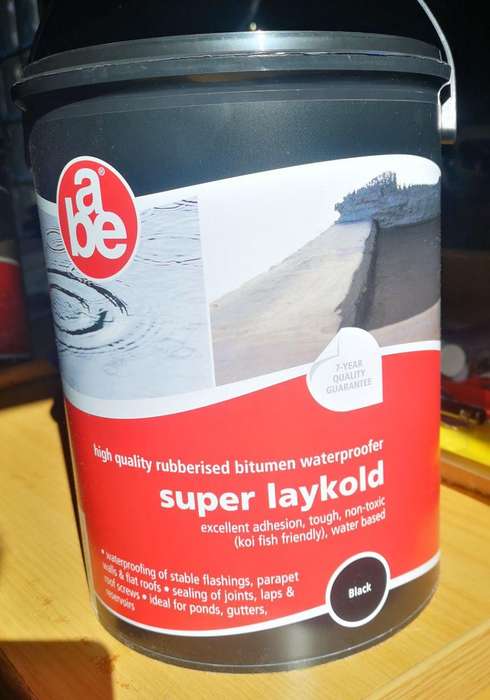 a®
be
7-YEAR
QUALITY
GUARANTEE
high quality rubberised bitumen waterproofer
super laykold
excellent adhesion, tough, non-toxic
(koi fish friendly), water based
• waterproofing of stable flashings, parapet
walls & flat roofs • sealing of joints, laps &
roof screws • ideal for ponds, gutters,
reservoirs
Black